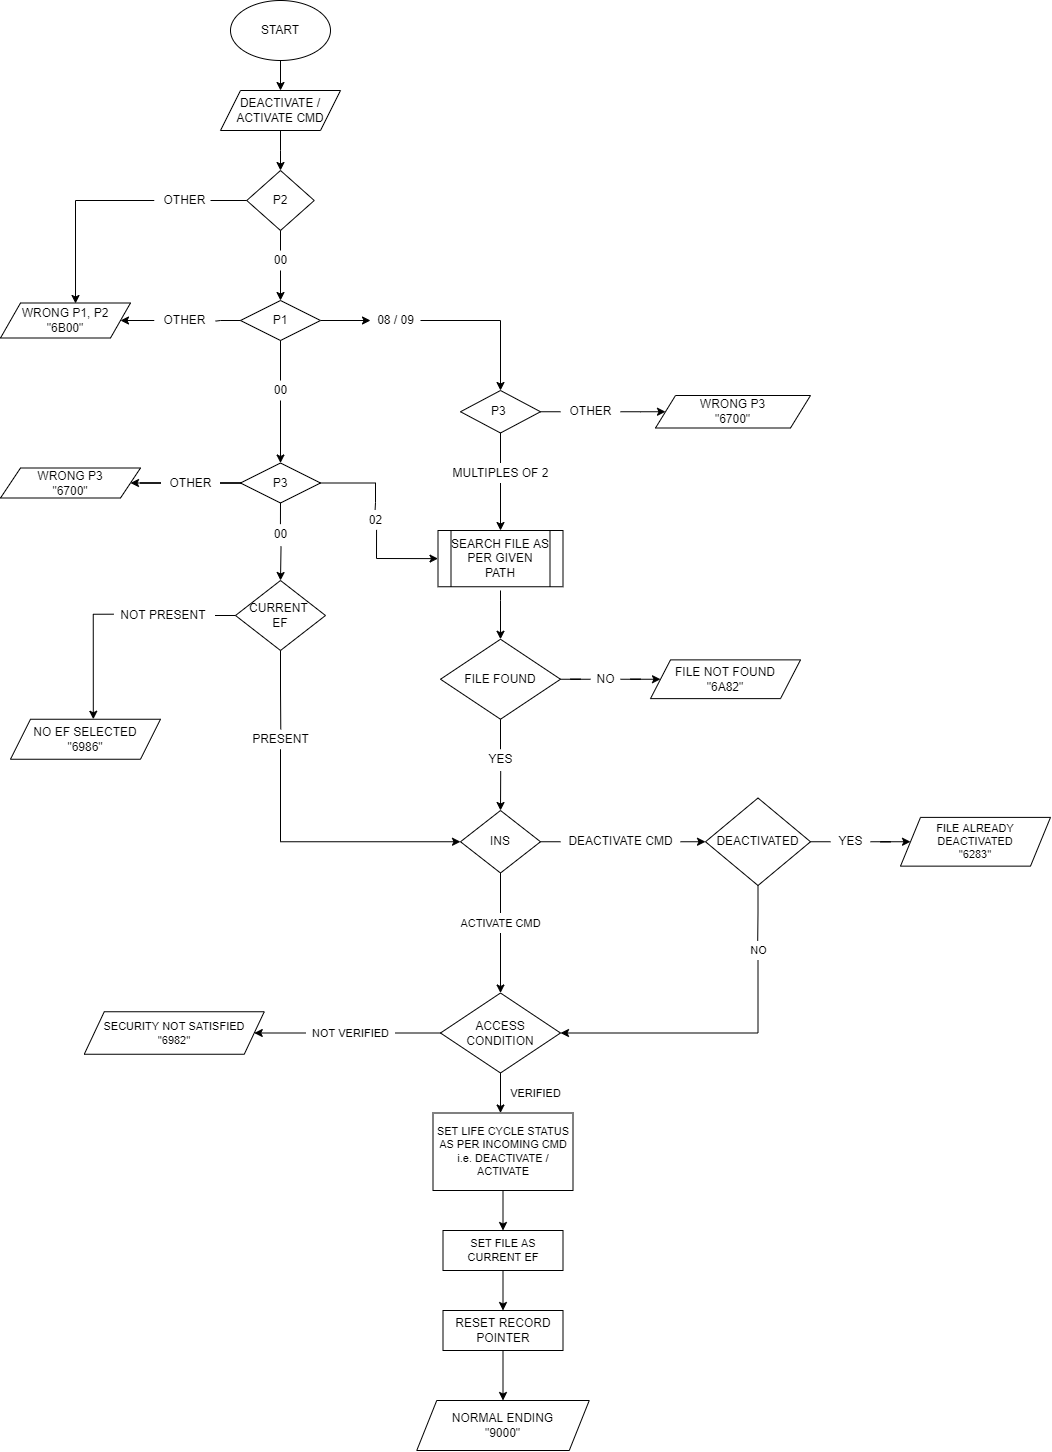 START
DEACTIVATE /
ACTIVATE CMD
OTHER
P2
00
WRONG P1, P2
"6B00"
OTHER
P1
08 / 09
00
P3
OTHER
WRONG P3
"6700"
MULTIPLES OF 2
WRONG P3
"6700"
OTHER
P3
02
00
SEARCH FILE AS
PER GIVEN
PATH
NOT PRESENT
CURRENT
EF
FILE FOUND
NO
FILE NOT FOUND
"6A82"
NO EF SELECTED
"6986"
PRESENT
YES
INS
DEACTIVATE CMD
DEACTIVATED
YES
FILE ALREADY
DEACTIVATED
"6283"
ACTIVATE CMD
NO
SECURITY NOT SATISFIED
"6982"
NOT VERIFIED
ACCESS
CONDITION
VERIFIED
SET LIFE CYCLE STATUS
AS PER INCOMING CMD
i.e. DEACTIVATE /
ACTIVATE
SET FILE AS
CURRENT EF
RESET RECORD
POINTER
NORMAL ENDING
"9000"